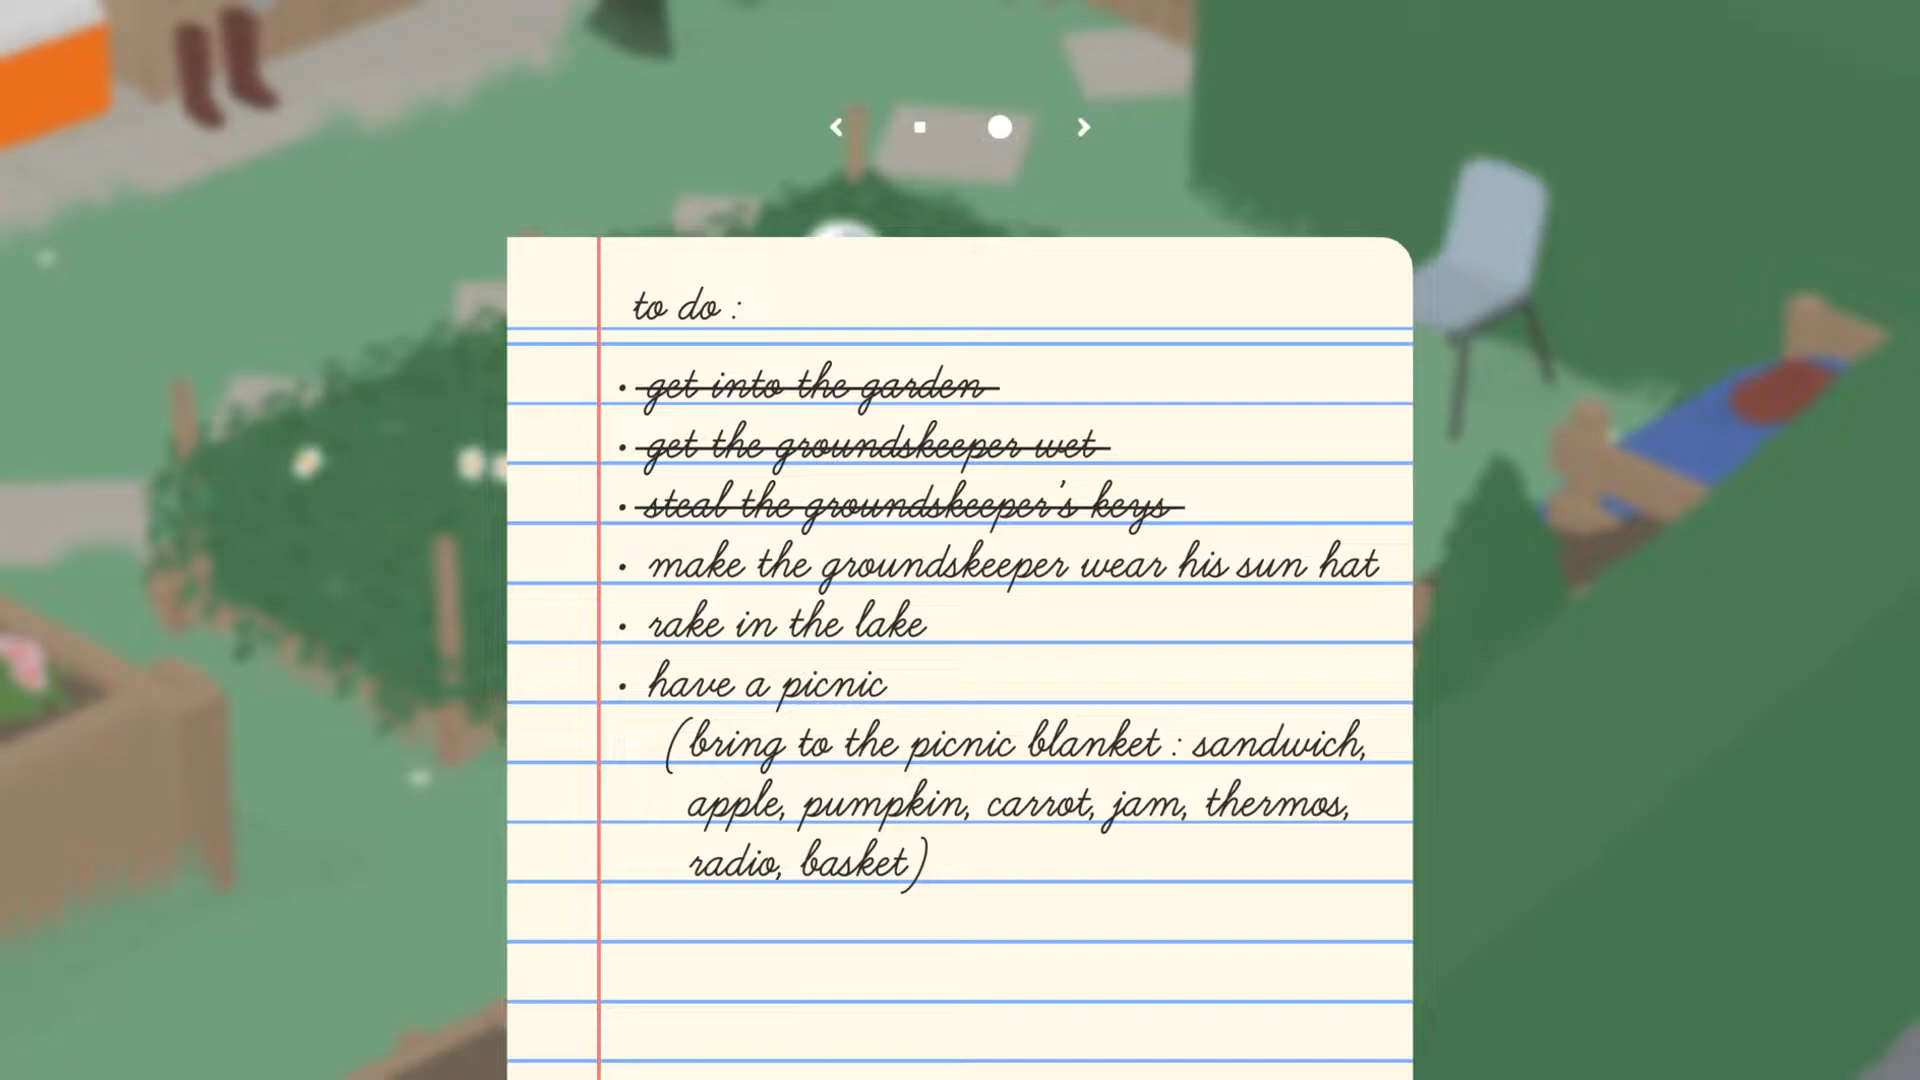 to do :
• get into the garden
• get the groundskeeper wet
• steal the groundskeeper's keys
• make the groundskeeper wear his sun hat
• rake in the lake
• have a picnic
(bring to the picnic blanket : sandwich,
apple, pumpkin, carrot, jam, thermos,
radio, basket)